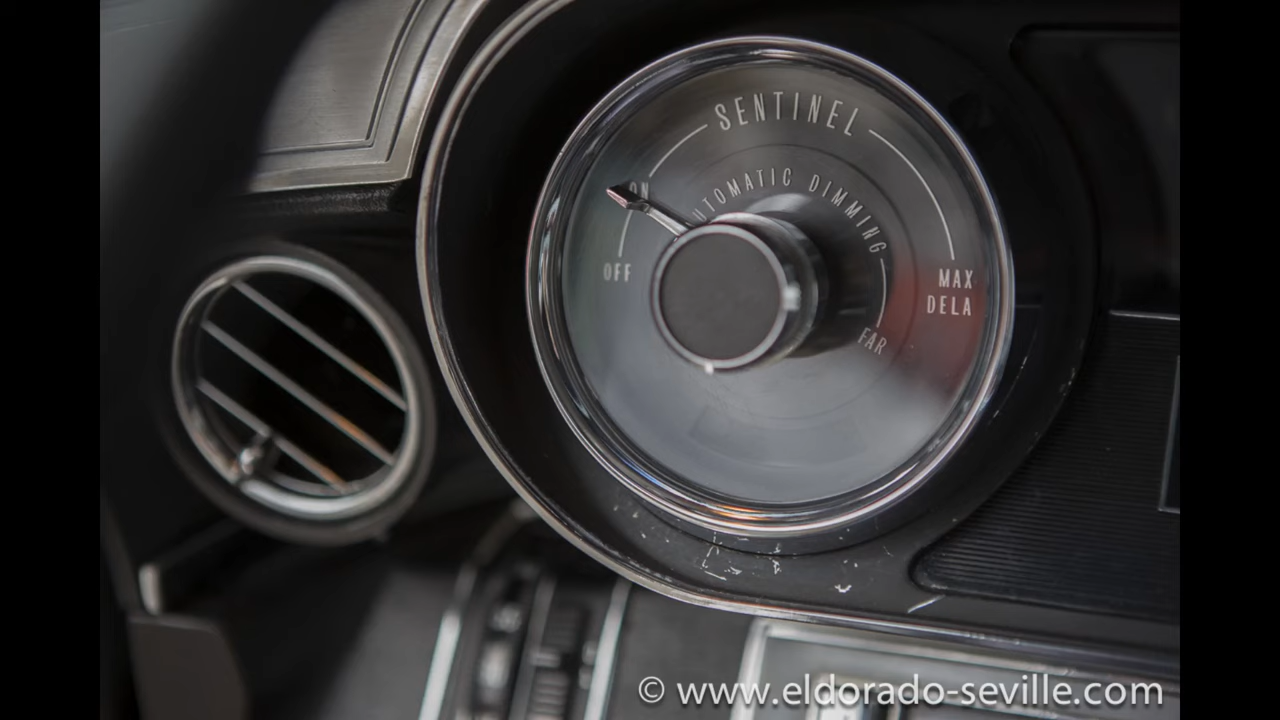 SENTINEL
AUTOMATIC DIMMING
ON
OFF
MAX
DELA
FAR
© www.eldorado-seville.com